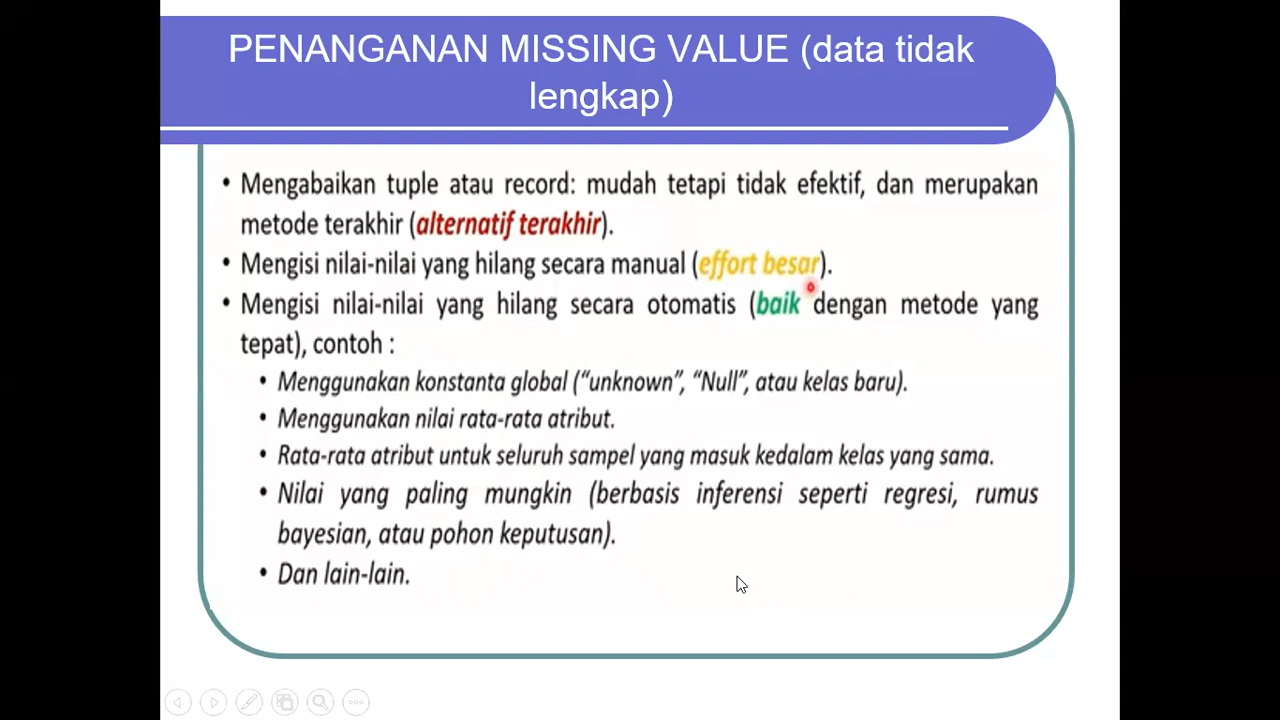 PENANGANAN MISSING VALUE (data tidak
lengkap)
• Mengabaikan tuple atau record: mudah tetapi tidak efektif, dan merupakan
metode terakhir (alternatif terakhir).
• Mengisi nilai-nilai yang hilang secara manual (effort besar).
• Mengisi nilai-nilai yang hilang secara otomatis (baik dengan metode yang
tepat), contoh :
• Menggunakan konstanta global (“unknown”, “Null”, atau kelas baru).
• Menggunakan nilai rata-rata atribut.
• Rata-rata atribut untuk seluruh sampel yang masuk kedalam kelas yang sama.
• Nilai yang paling mungkin (berbasis inferensi seperti regresi, rumus
bayesian, atau pohon keputusan).
• Dan lain-lain.